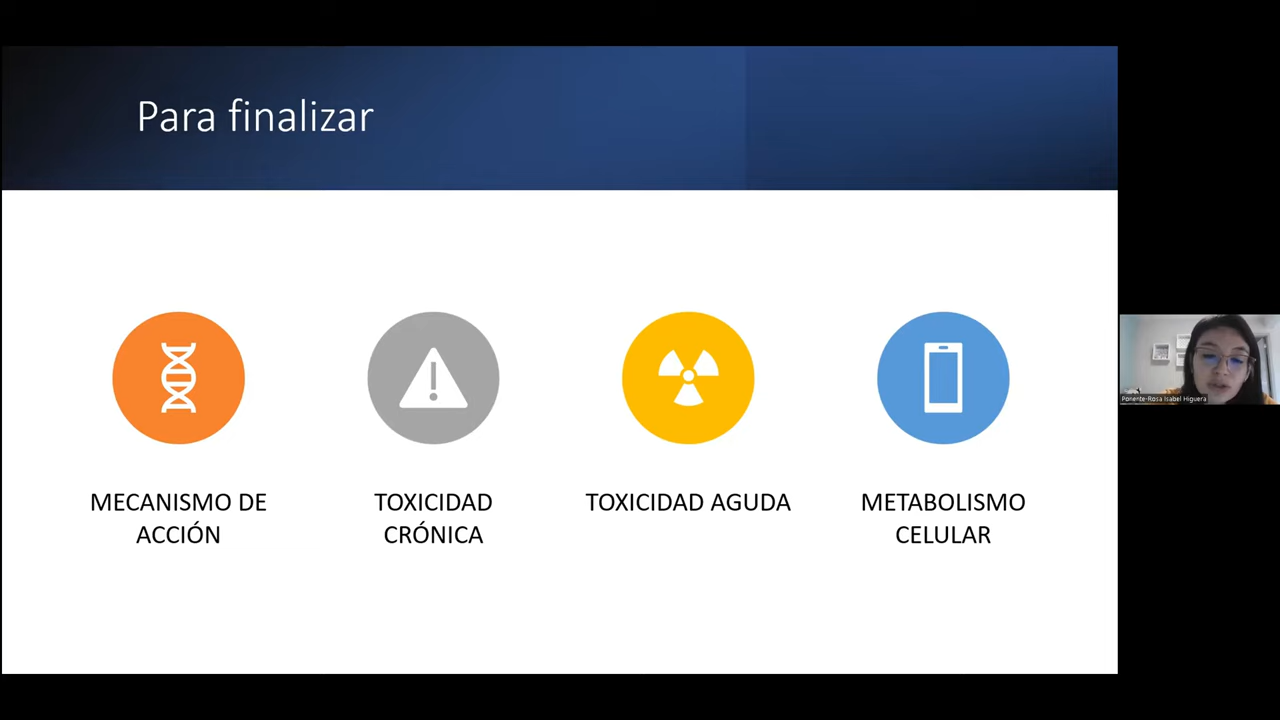 Para finalizar
MECANISMO DE
ACCIÓN
TOXICIDAD
CRÓNICA
TOXICIDAD AGUDA
METABOLISMO
CELULAR
Ponente-Rosa Isabel Higuera